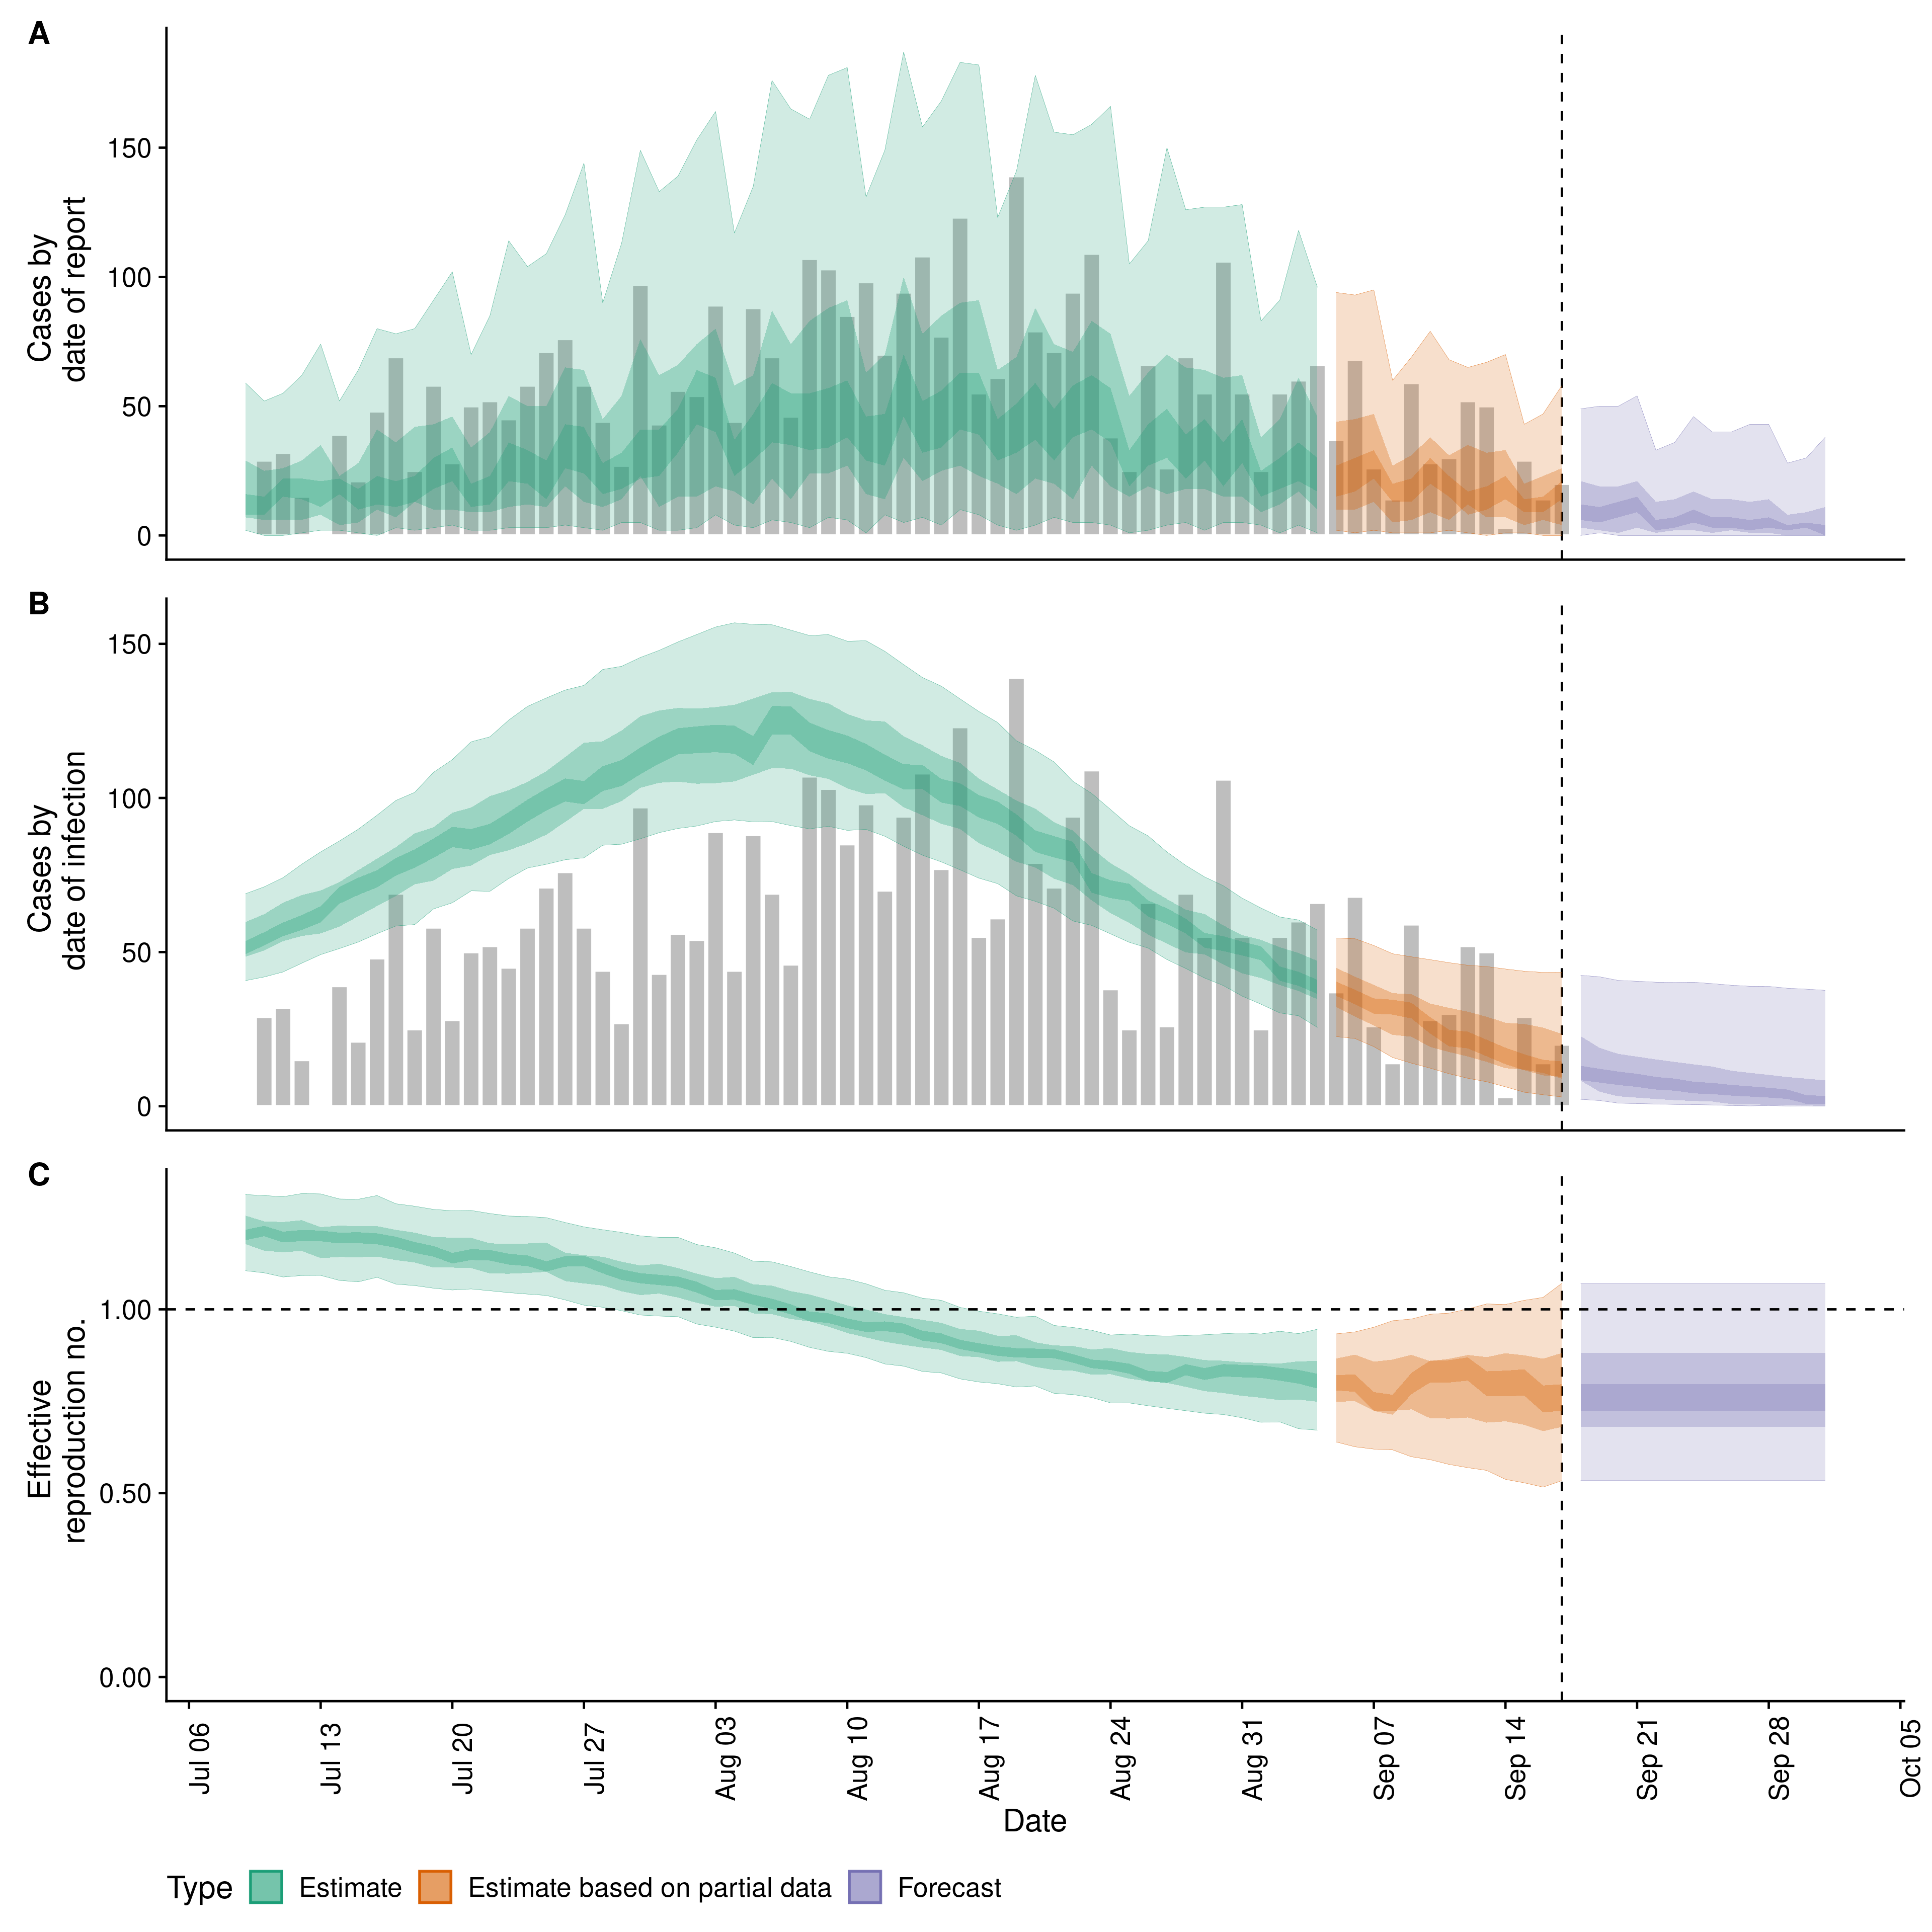 A
Cases by
date of report
150
100
50
0
B
Cases by
date of infection
150
100
50
0
C
Effective
reproduction no.
1.00
0.50
0.00
Jul 06
Jul 13
Jul 20
Jul 27
Aug 03
Aug 10
Aug 17
Aug 24
Aug 31
Sep 07
Sep 14
Sep 21
Sep 28
Oct 05
Date
Type Estimate Estimate based on partial data Forecast